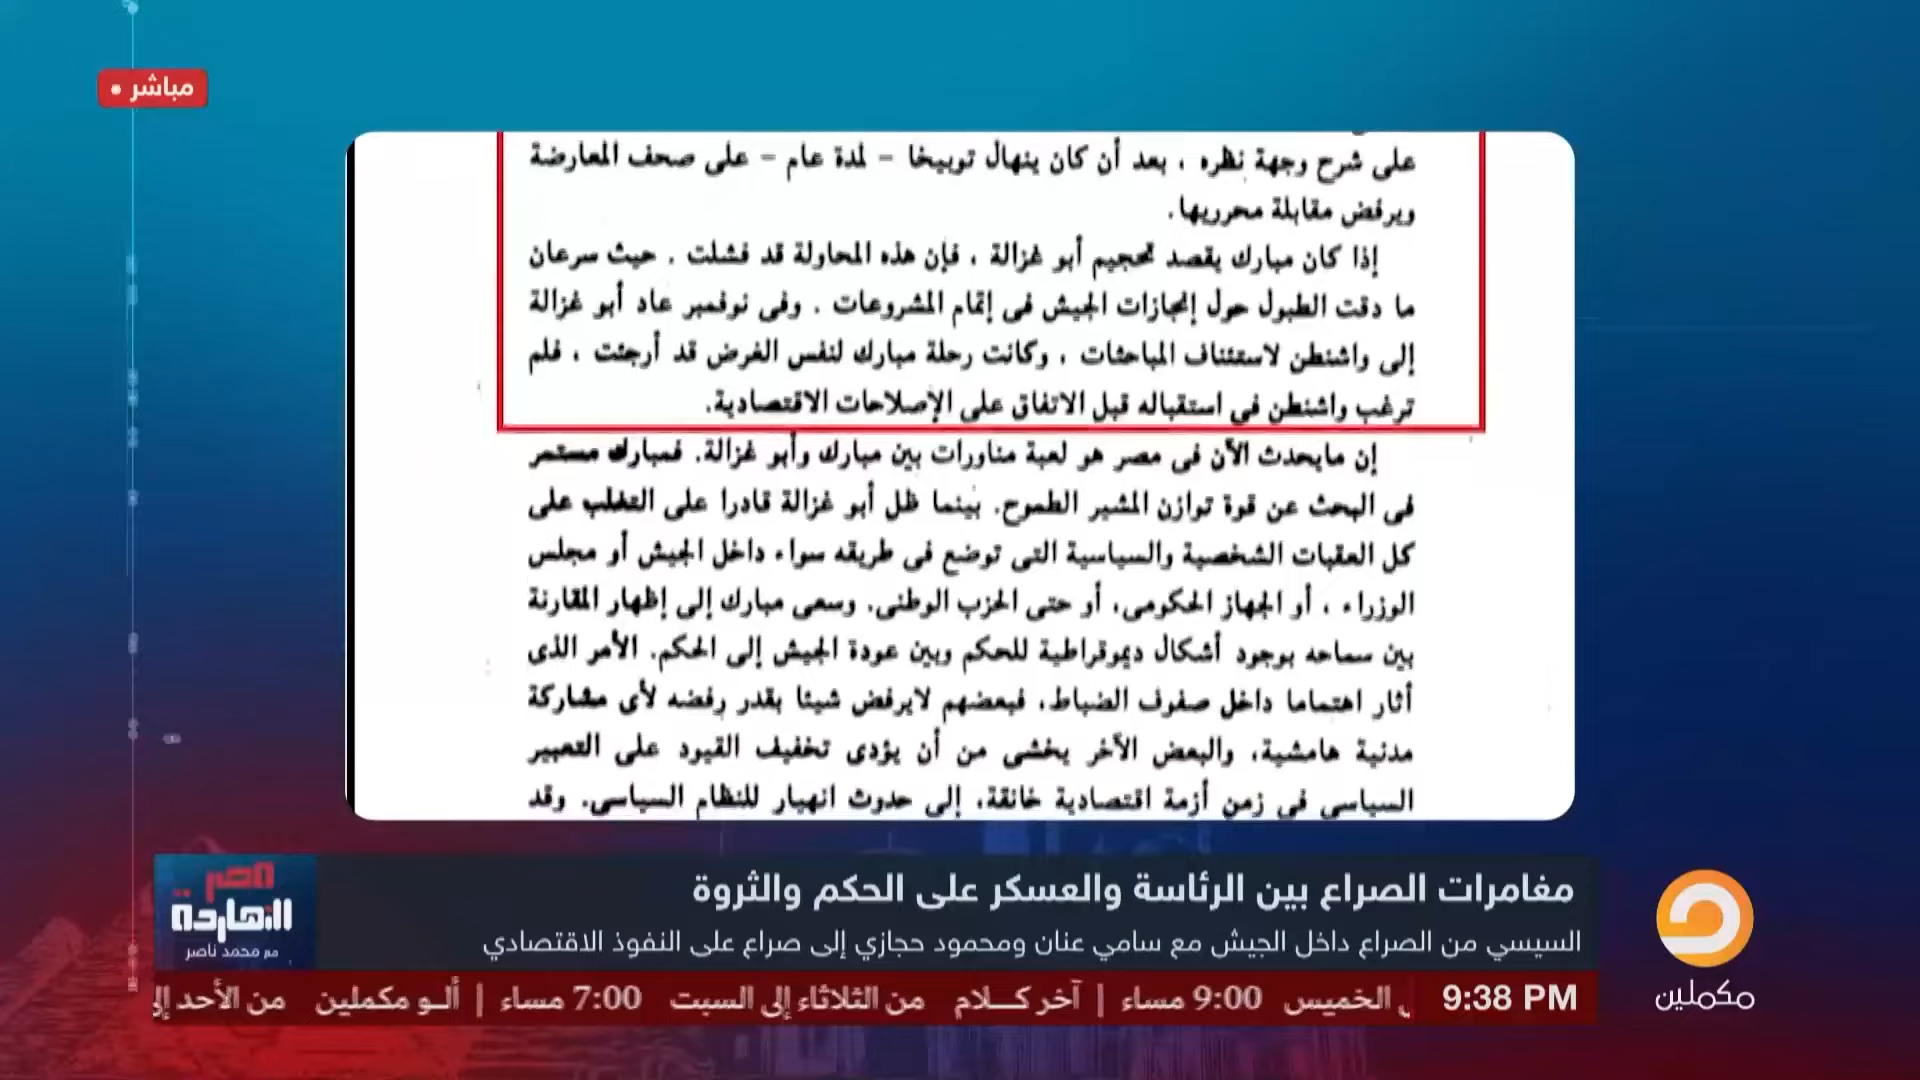 مباشر
على شرح وجهة نظره ، بعد أن كان ينهال توبيخا - لمدة عام - على صحف المعارضة
ويرفض مقابلة محرريها.
إذا كان مبارك يقصد تحجيم أبو غزالة ، فإن هذه المحاولة قد فشلت . حيث سرعان
ما دقت الطبول حول إنجازات الجيش فى إتمام المشروعات . وفى نوفمبر عاد أبو غزالة
إلى واشنطن لاستئناف المباحثات ، وكانت رحلة مبارك لنفس الغرض قد أرجئت ، فلم
ترغب واشنطن في استقباله قبل الاتفاق على الإصلاحات الاقتصادية.
إن مايحدث الآن فى مصر هو لعبة مناورات بين مبارك وأبو غزالة. فمبارك مستمر
فى البحث عن قوة توازن المشير الطموح. بينما ظل أبو غزالة قادرا على التغلب على
كل العقبات الشخصية والسياسية التى توضع فى طريقه سواء داخل الجيش أو مجلس
الوزراء ، أو الجهاز الحكومى، أو حتى الحزب الوطنى. وسعى مبارك إلى إظهار المقارنة
بين سماحه بوجود أشكال ديموقراطية للحكم وبين عودة الجيش إلى الحكم. الأمر الذى
أثار اهتماما داخل صفوف الضباط، فبعضهم لايرفض شيئا بقدر رفضه لأى مشاركة
مدنية هامشية، والبعض الآخر يخشى من أن يؤدى تخفيف القيود على التعبير
السياسى فى زمن أزمة اقتصادية خانقة، إلى حدوث انهيار للنظام السياسى. وقد
مغامرات الصراع بين الرئاسة والعسكر على الحكم والثروة
السيسي من الصراع داخل الجيش مع سامي عنان ومحمود حجازي إلى صراع على النفوذ الاقتصادي
مصر
النهاردة
مع محمد ناصر
9:38 PM
الخميس 9:00 مساء | آخر كـــلام من الثلاثاء إلى السبت 7:00 مساء | ألــو مكملين من الأحد
مكملين